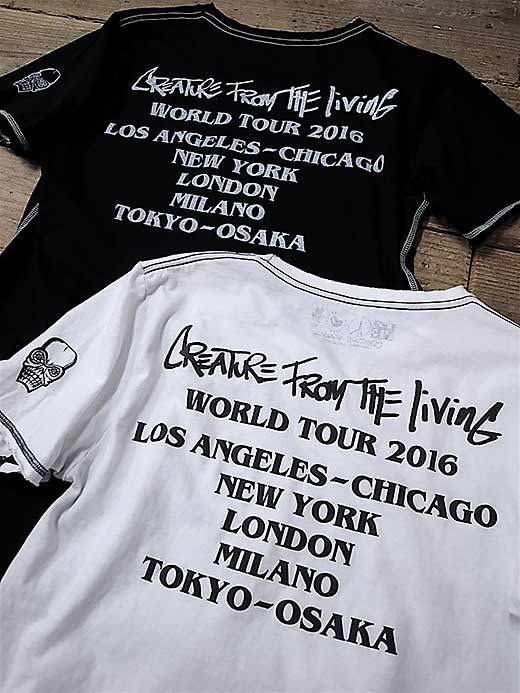 CREATURE FROM THE liviNG
WORLD TOUR 2016
LOS ANGELES~CHICAGO
NEW YORK
LONDON
MILANO
TOKYO~OSAKA
CREATURE FROM THE liviNG
WORLD TOUR 2016
LOS ANGELES~CHICAGO
NEW YORK
LONDON
MILANO
TOKYO~OSAKA